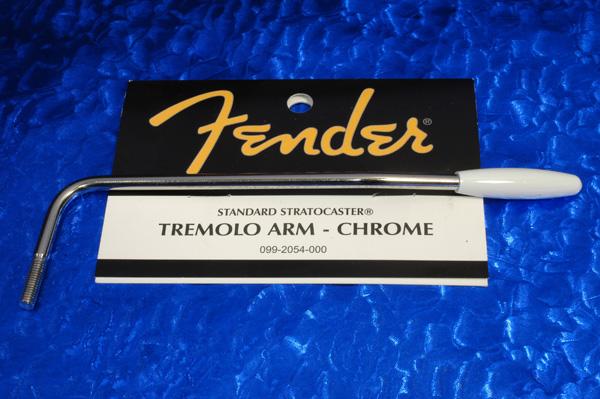 Fender®
STANDARD STRATOCASTER®
TREMOLO ARM - CHROME
099-2054-000